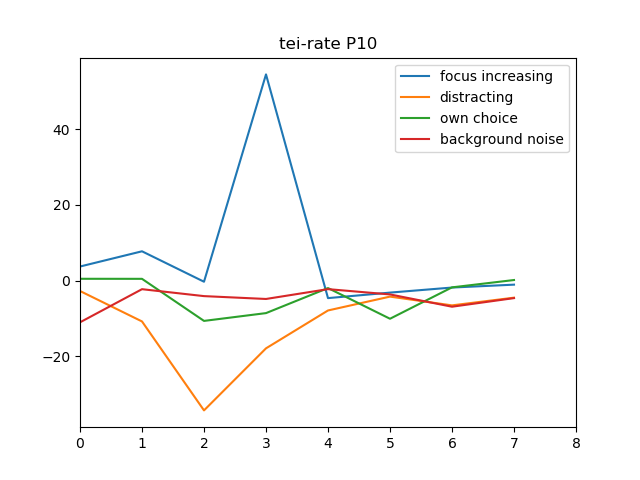 tei-rate P10
focus increasing
distracting
own choice
background noise
40
20
0
−20
0 1 2 3 4 5 6 7 8